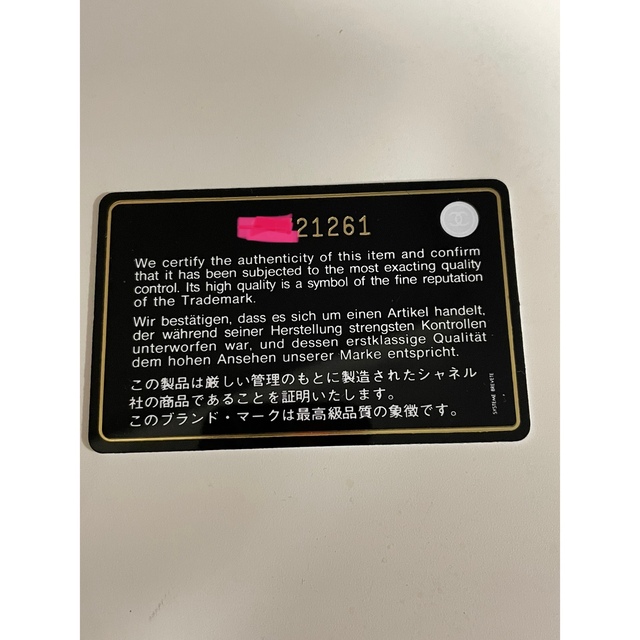 21261
We certify the authenticity of this item and confirm
that it has been subjected to the most exacting quality
control. Its high quality is a symbol of the fine reputation
of the Trademark.
Wir bestätigen, dass es sich um einen Artikel handelt,
der während seiner Herstellung strengsten Kontrollen
unterworfen war, und dessen erstklassige Qualität
dem hohen Ansehen unserer Marke entspricht.
この製品は厳しい管理のもとに製造されたシャネル
社の商品であることを証明いたします。
このブランド・マークは最高級品質の象徴です。
SYSTEME BREVETE